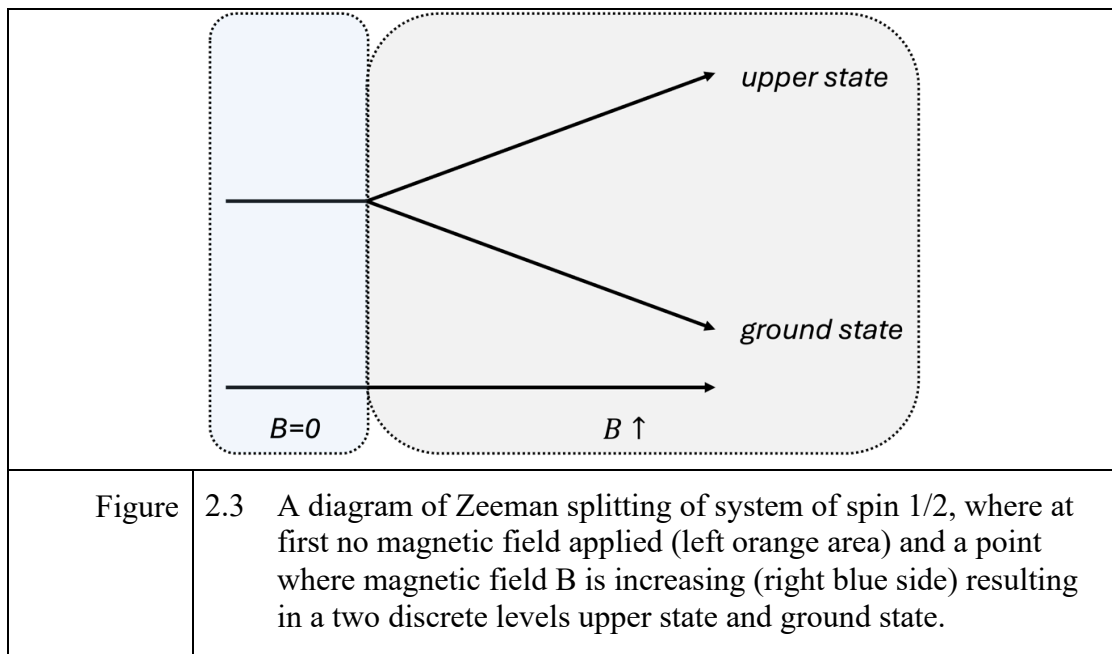 upper state
ground state
B=0
B ↑
Figure 2.3 A diagram of Zeeman splitting of system of spin 1/2, where at
first no magnetic field applied (left orange area) and a point
where magnetic field B is increasing (right blue side) resulting
in a two discrete levels upper state and ground state.